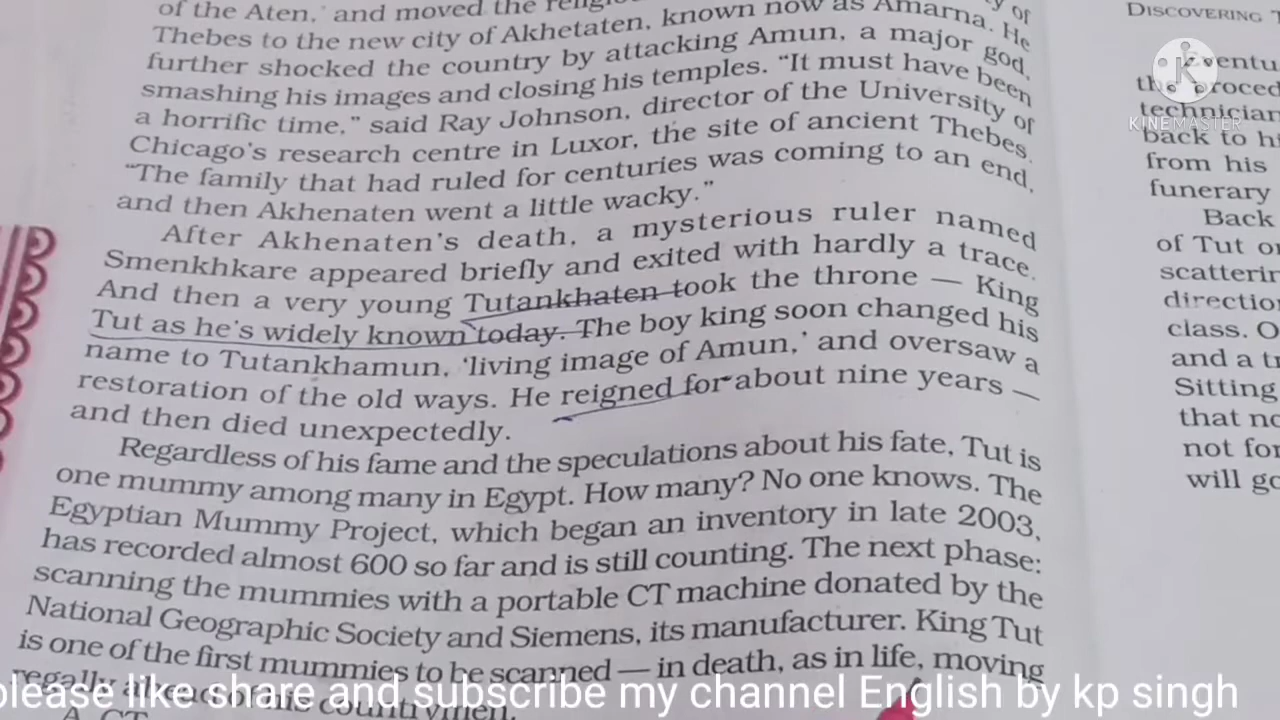 of the Aten,' and moved the
Thebes to the new city of Akhetaten, known now as Amarna. He
further shocked the country by attacking Amun, a major god,
smashing his images and closing his temples. "It must have been
a horrific time," said Ray Johnson, director of the University of
Chicago's research centre in Luxor, the site of ancient Thebes.
"The family that had ruled for centuries was coming to an end,
and then Akhenaten went a little wacky."
After Akhenaten's death, a mysterious ruler named
Smenkhkare appeared briefly and exited with hardly a trace.
And then a very young Tutankhaten took the throne — King
Tut as he's widely known today. The boy king soon changed his
name to Tutankhamun, 'living image of Amun,' and oversaw a
restoration of the old ways. He reigned for about nine years —
and then died unexpectedly.
Regardless of his fame and the speculations about his fate, Tut is
one mummy among many in Egypt. How many? No one knows. The
Egyptian Mummy Project, which began an inventory in late 2003,
has recorded almost 600 so far and is still counting. The next phase:
scanning the mummies with a portable CT machine donated by the
National Geographic Society and Siemens, its manufacturer. King Tut
is one of the first mummies to be scanned — in death, as in life, moving
regally ahead of his countrymen.
A CT
DISCOVERING
back to
from his
funerary
Back
of Tut
class.
and a
Sitting
that
not
will
KINEMASTER
please like share and subscribe my channel English by kp singh